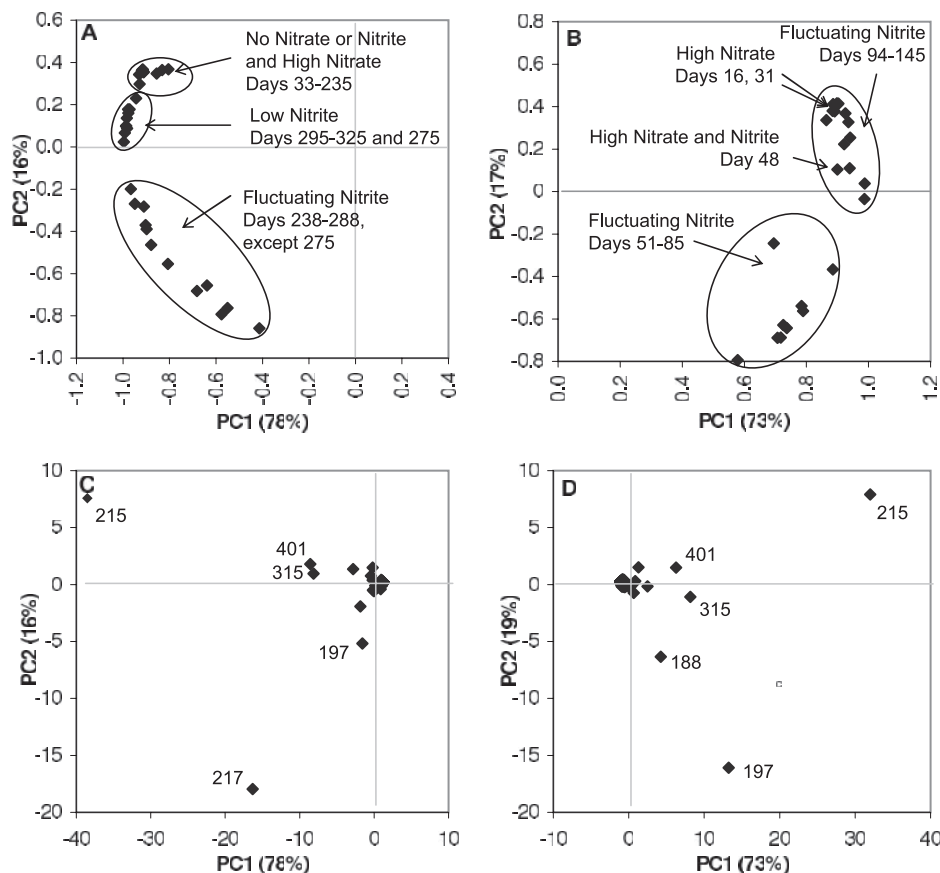 A
0.6
0.4
0.2
0.0
-0.2
-0.4
-0.6
-0.8
-1.0
PC2 (16%)
No Nitrate or Nitrite
and High Nitrate
Days 33-235
Low Nitrite
Days 295-325 and 275
Fluctuating Nitrite
Days 238-288,
except 275
-1.2
-1.0
-0.8
-0.6
-0.4
-0.2
0.0
0.2
0.4
PC1 (78%)
B
0.8
0.6
0.4
0.2
0
-0.2
-0.4
-0.6
-0.8
PC2 (17%)
Fluctuating Nitrite
Days 94-145
High Nitrate
Days 16, 31
High Nitrate and Nitrite
Day 48
Fluctuating Nitrite
Days 51-85
0.0
0.2
0.4
0.6
0.8
1.0
1.2
PC1 (73%)
C
10
5
0
-5
-10
-15
-20
PC2 (16%)
215
401
315
197
217
-40
-30
-20
-10
0
10
PC1 (78%)
D
10
5
0
-5
-10
-15
-20
PC2 (19%)
215
401
315
188
197
-10
0
10
20
30
40
PC1 (73%)